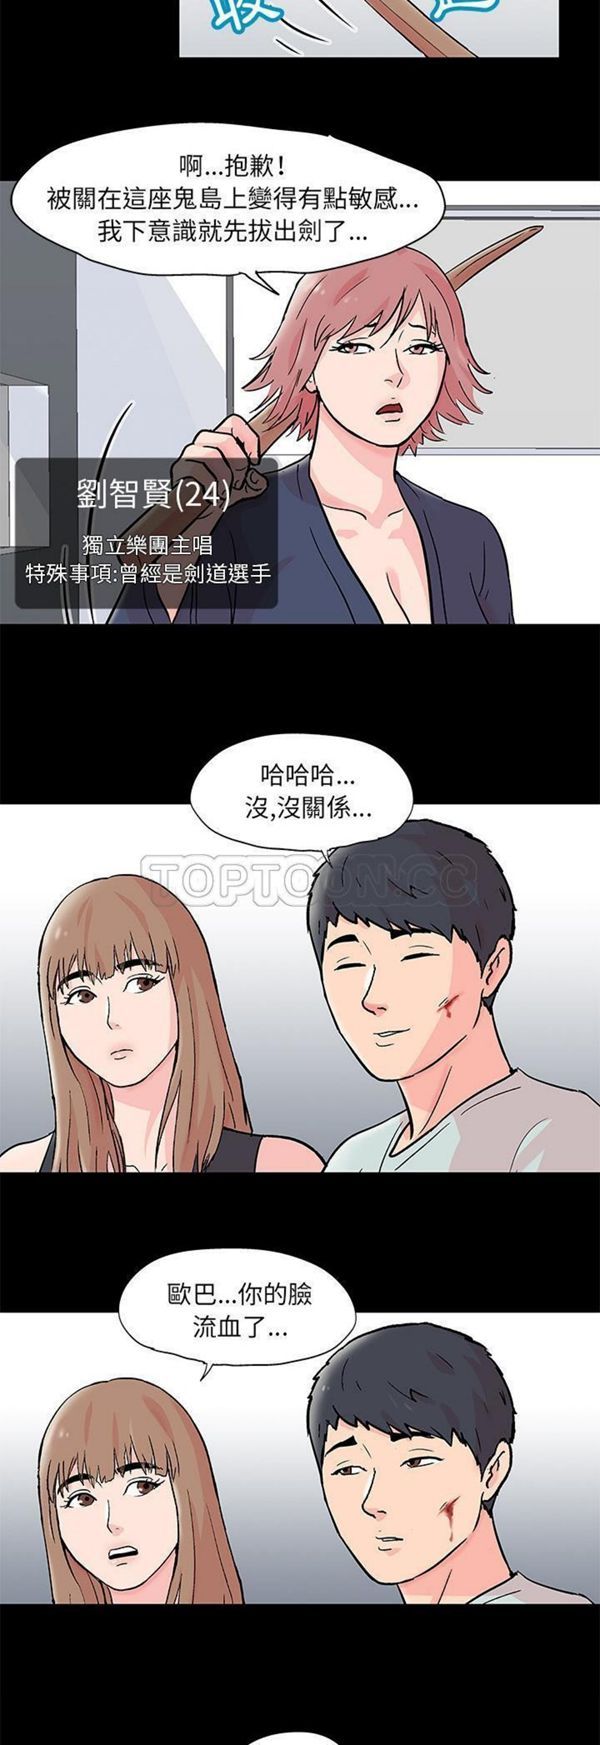 收
啊...抱歉!
被關在這座鬼島上變得有點敏感...
我下意識就先拔出劍了...
劉智賢(24)
獨立樂團主唱
特殊事項:曾經是劍道選手
哈哈哈...
沒,沒關係...
TOPTOON.CC
歐巴...你的臉
流血了...